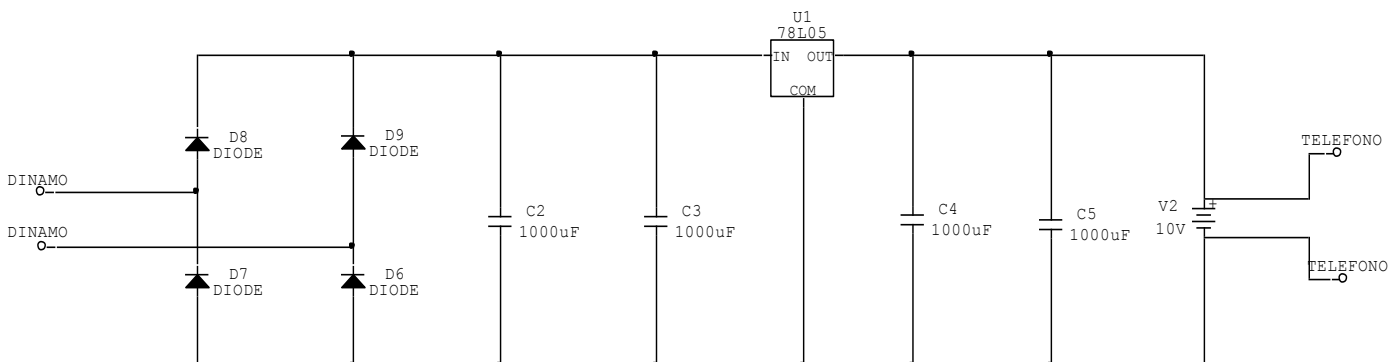 U1
78L05
IN OUT
COM
D8
DIODE
D9
DIODE
TELEFONO
DINAMO
DINAMO
C2
1000uF
C3
1000uF
C4
1000uF
C5
1000uF
V2
10V
+
TELEFONO
D7
DIODE
D6
DIODE